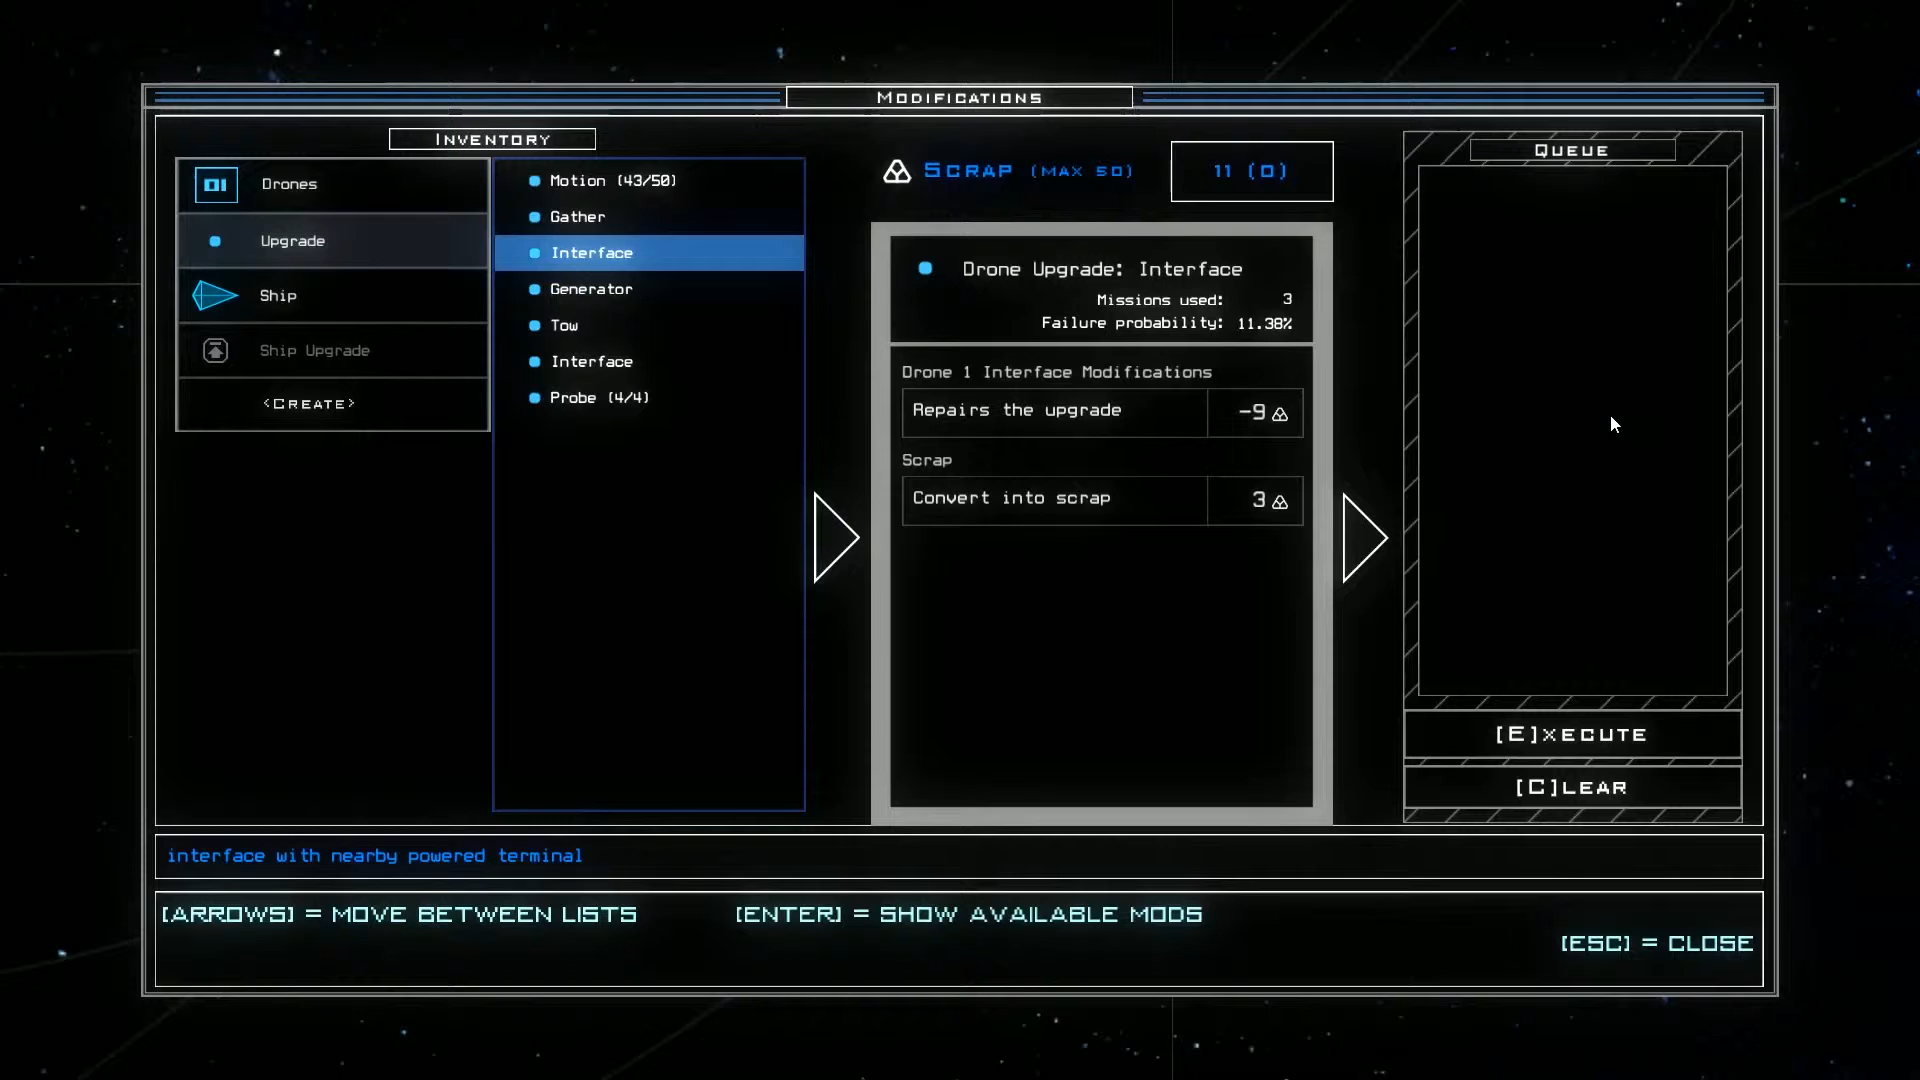 Modifications
Inventory
01 Drones
Upgrade
Ship
Ship Upgrade
<Create>
Motion (43/50)
Gather
Interface
Generator
Tow
Interface
Probe (4/4)
Scrap (max 50)
11 (0)
Drone Upgrade: Interface
Missions used: 3
Failure probability: 11.38%
Drone 1 Interface Modifications
Repairs the upgrade -9
Scrap
Convert into scrap 3
Queue
[E]xecute
[C]lear
interface with nearby powered terminal
[ARROWS] = MOVE BETWEEN LISTS [ENTER] = SHOW AVAILABLE MODS
[ESC] = CLOSE